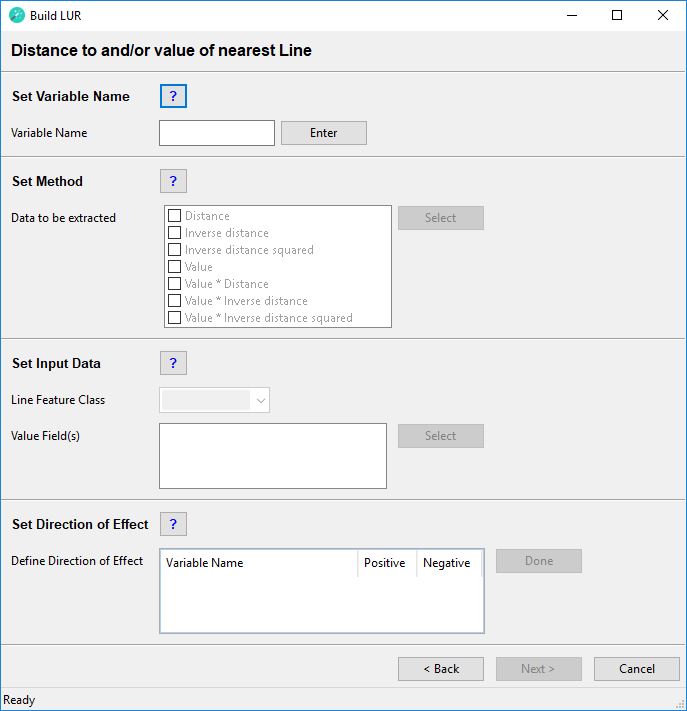 Build LUR
Distance to and/or value of nearest Line
Set Variable Name ?
Variable Name Enter
Set Method ?
Data to be extracted Distance Select
Inverse distance
Inverse distance squared
Value
Value * Distance
Value * Inverse distance
Value * Inverse distance squared
Set Input Data ?
Line Feature Class
Value Field(s) Select
Set Direction of Effect ?
Define Direction of Effect Variable Name Positive Negative Done
< Back Next > Cancel
Ready